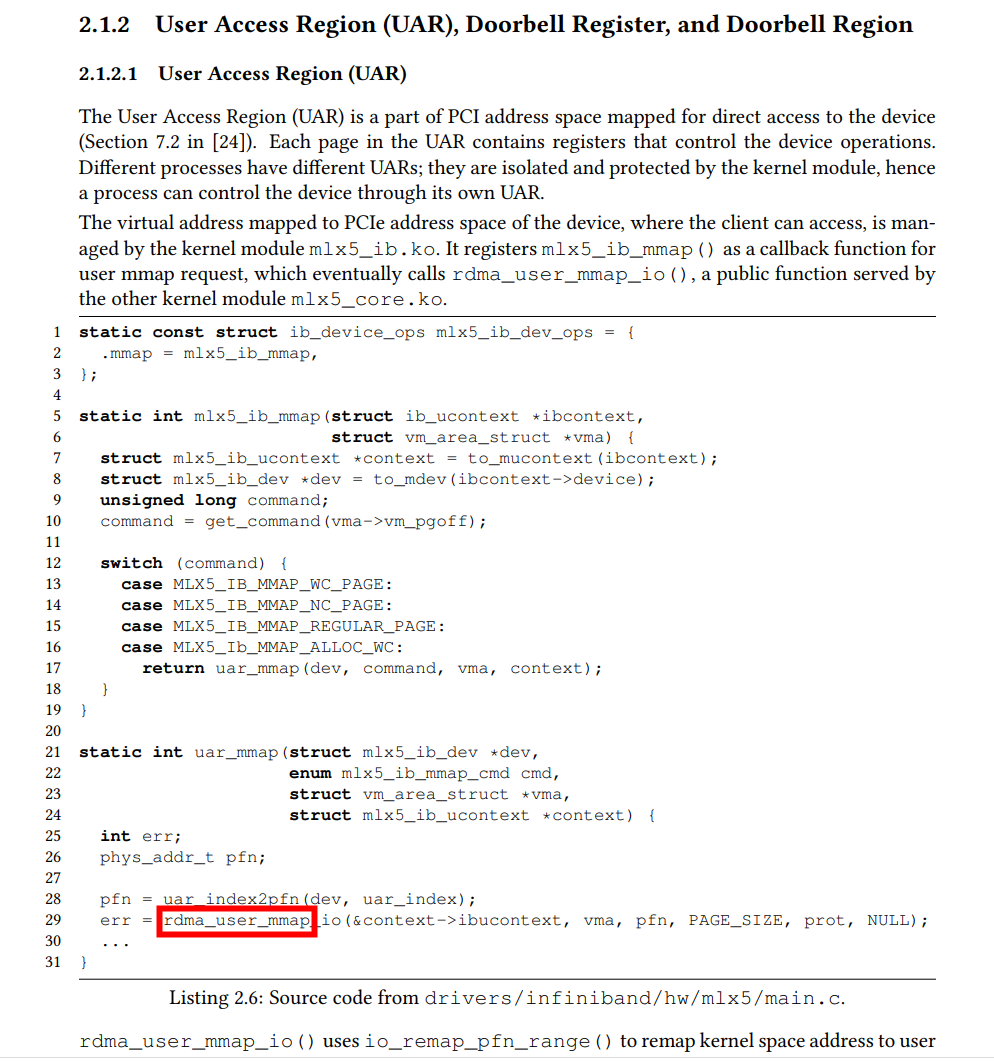 2.1.2 User Access Region (UAR), Doorbell Register, and Doorbell Region
2.1.2.1 User Access Region (UAR)
The User Access Region (UAR) is a part of PCI address space mapped for direct access to the device
(Section 7.2 in [24]). Each page in the UAR contains registers that control the device operations.
Different processes have different UARs; they are isolated and protected by the kernel module, hence
a process can control the device through its own UAR.
The virtual address mapped to PCIe address space of the device, where the client can access, is man-
aged by the kernel module mlx5_ib.ko. It registers mlx5_ib_mmap() as a callback function for
user mmap request, which eventually calls rdma_user_mmap_io(), a public function served by
the other kernel module mlx5_core.ko.
1 static const struct ib_device_ops mlx5_ib_dev_ops = {
2 .mmap = mlx5_ib_mmap,
3 };
4
5 static int mlx5_ib_mmap(struct ib_ucontext *ibcontext,
6 struct vm_area_struct *vma) {
7 struct mlx5_ib_ucontext *context = to_mucontext(ibcontext);
8 struct mlx5_ib_dev *dev = to_mdev(ibcontext->device);
9 unsigned long command;
10 command = get_command(vma->vm_pgoff);
11
12 switch (command) {
13 case MLX5_IB_MMAP_WC_PAGE:
14 case MLX5_IB_MMAP_NC_PAGE:
15 case MLX5_IB_MMAP_REGULAR_PAGE:
16 case MLX5_Ib_MMAP_ALLOC_WC:
17 return uar_mmap(dev, command, vma, context);
18 }
19 }
20
21 static int uar_mmap(struct mlx5_ib_dev *dev,
22 enum mlx5_ib_mmap_cmd cmd,
23 struct vm_area_struct *vma,
24 struct mlx5_ib_ucontext *context) {
25 int err;
26 phys_addr_t pfn;
27
28 pfn = uar_index2pfn(dev, uar_index);
29 err = rdma_user_mmap_io(&context->ibucontext, vma, pfn, PAGE_SIZE, prot, NULL);
30 ...
31 }
Listing 2.6: Source code from drivers/infiniband/hw/mlx5/main.c.
rdma_user_mmap_io() uses io_remap_pfn_range() to remap kernel space address to user